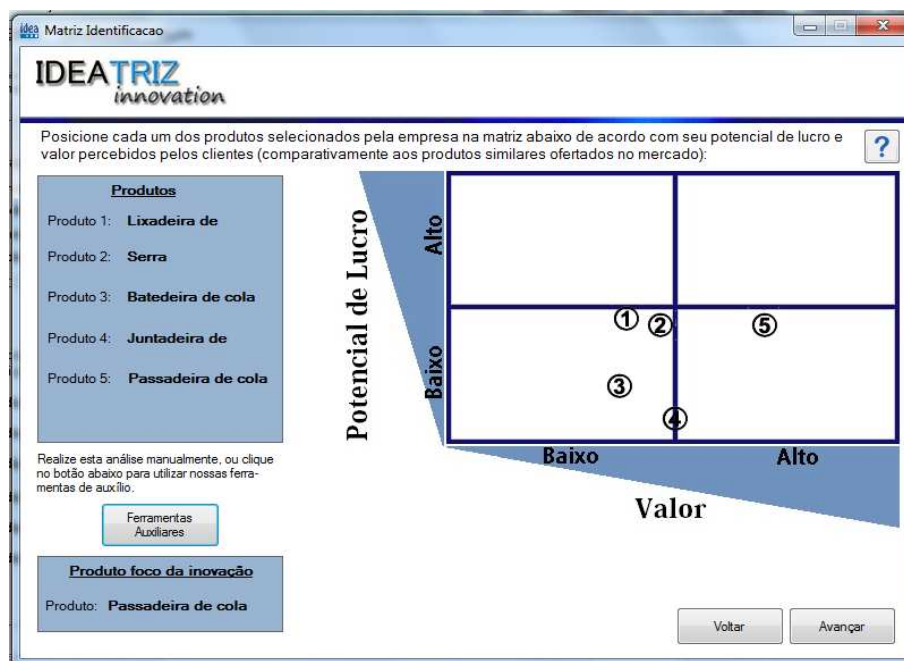 idea Matriz Identificacao
IDEATRIZ
innovation
Posicione cada um dos produtos selecionados pela empresa na matriz abaixo de acordo com seu potencial de lucro e
valor percebidos pelos clientes (comparativamente aos produtos similares ofertados no mercado):
?
Produtos
Produto 1: Lixadeira de
Produto 2: Serra
Produto 3: Batedeira de cola
Produto 4: Juntadeira de
Produto 5: Passadeira de cola
Realize esta análise manualmente, ou clique
no botão abaixo para utilizar nossas ferra-
mentas de auxílio.
Ferramentas
Auxiliares
Produto foco da inovação
Produto: Passadeira de cola
Potencial de Lucro
Alto
Baixo
1
2
5
3
4
Baixo
Alto
Valor
Voltar
Avançar